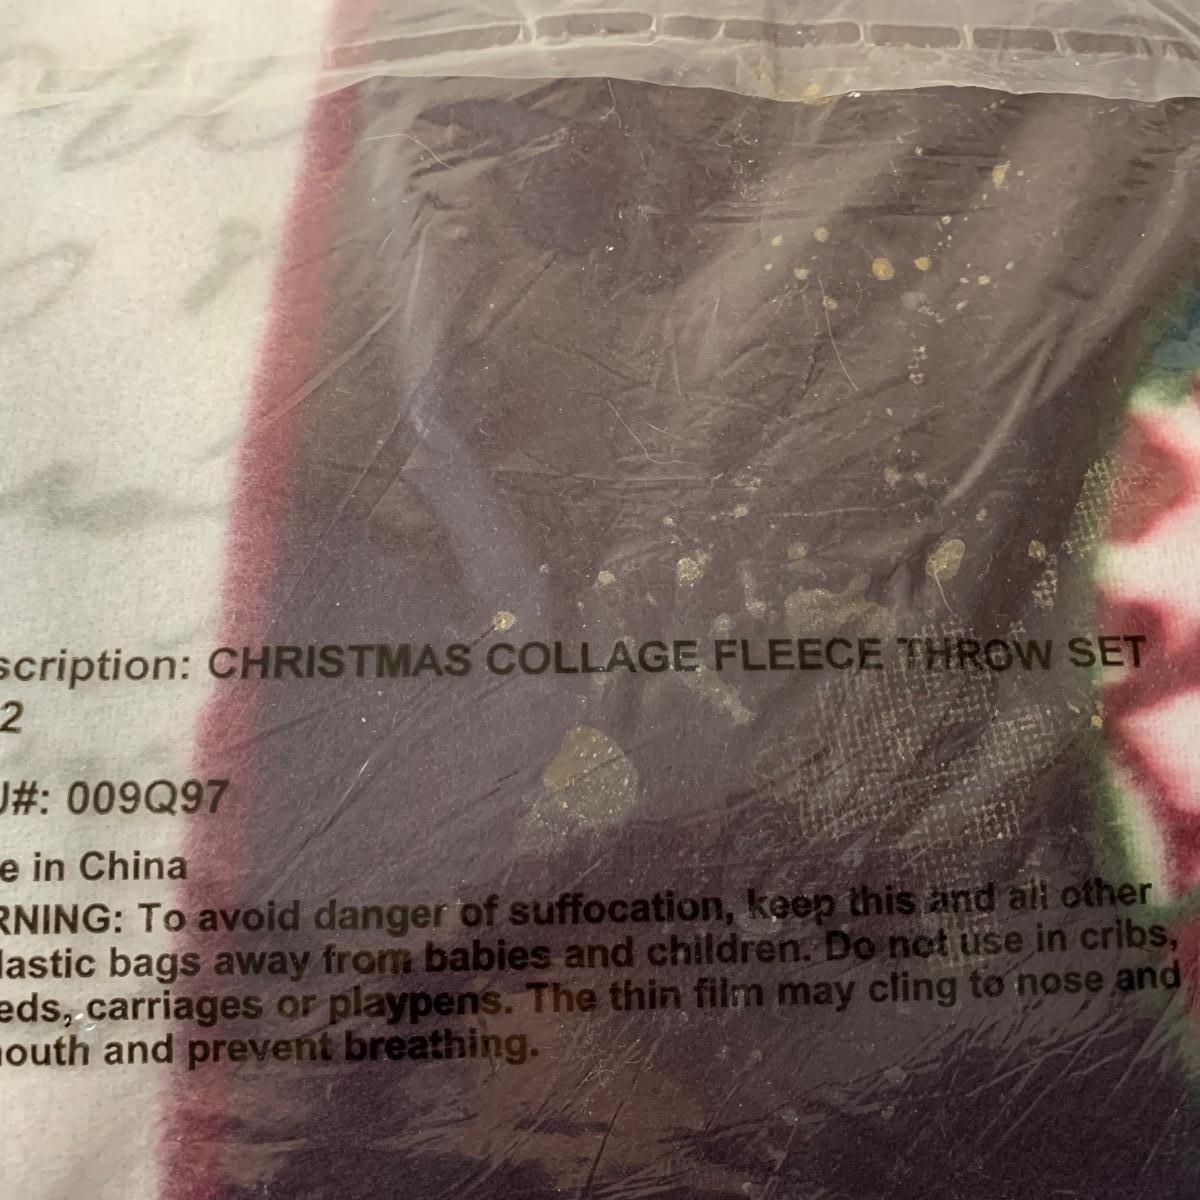 scription: CHRISTMAS COLLAGE FLEECE THROW SET
2
U#: 009Q97
e in China
RNING: To avoid danger of suffocation, keep this and all other
lastic bags away from babies and children. Do not use in cribs,
eds, carriages or playpens. The thin film may cling to nose and
outh and prevent breathing.